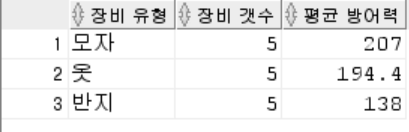 장비 유형 장비 갯수 평균 방어력
1 모자 5 207
2 옷 5 194.4
3 반지 5 138